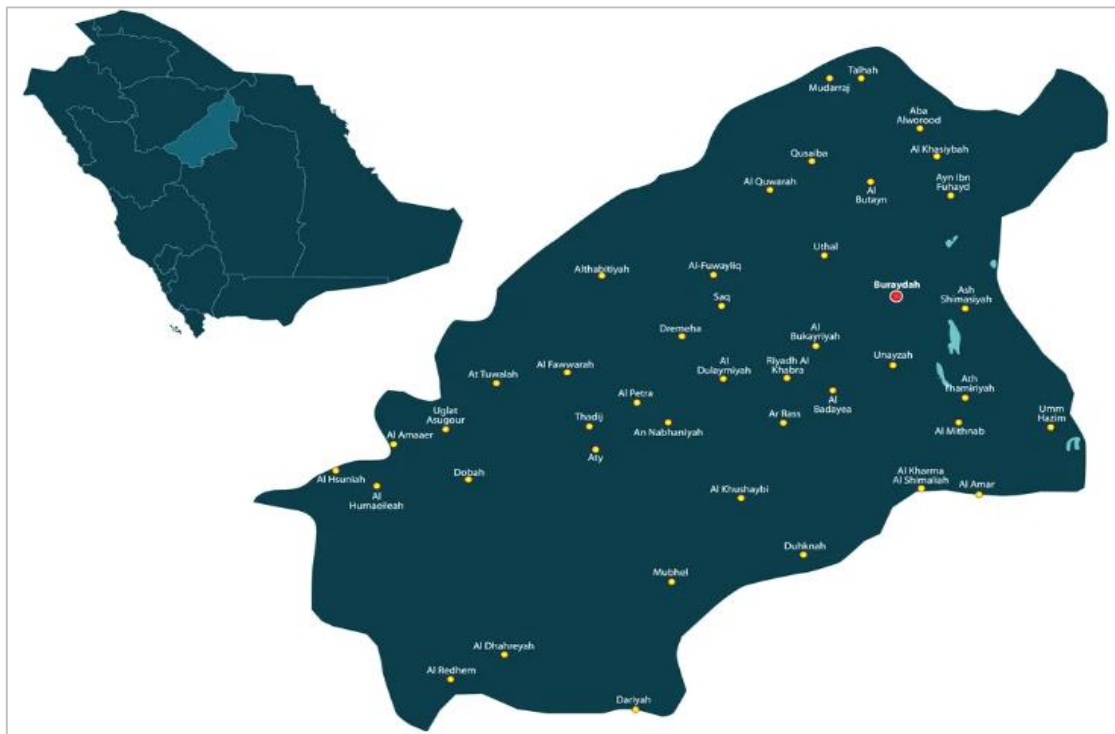 Talhah
Mudarraj
Aba
Alworood
Al Khasiybah
Qusaiba
Al Quwarah
Al
Butayn
Ayn Ibn
Fuhayd
Uthal
Althabitiyah
Al-Fuwayliq
Buraydah
Ash
Shimasiyah
Saq
Dremeha
Al
Bukayriyah
Unayzah
Al Fawwarah
At Tuwalah
Al
Dulaymiyah
Riyadh Al
Khabra
Ath
Thamiriyah
Al Petra
Al
Badayea
Uglat
Asugour
Thadij
An Nabhaniyah
Ar Rass
Al Mithnab
Umm
Hazim
Al Amaaer
Aty
Al Hsuniah
Al
Humaeileah
Dobah
Al Khushaybi
Al Kharma
Al Shimaliah
Al Amar
Duhknah
Mubhel
Al Dhahreyah
Al Redhem
Dariyah